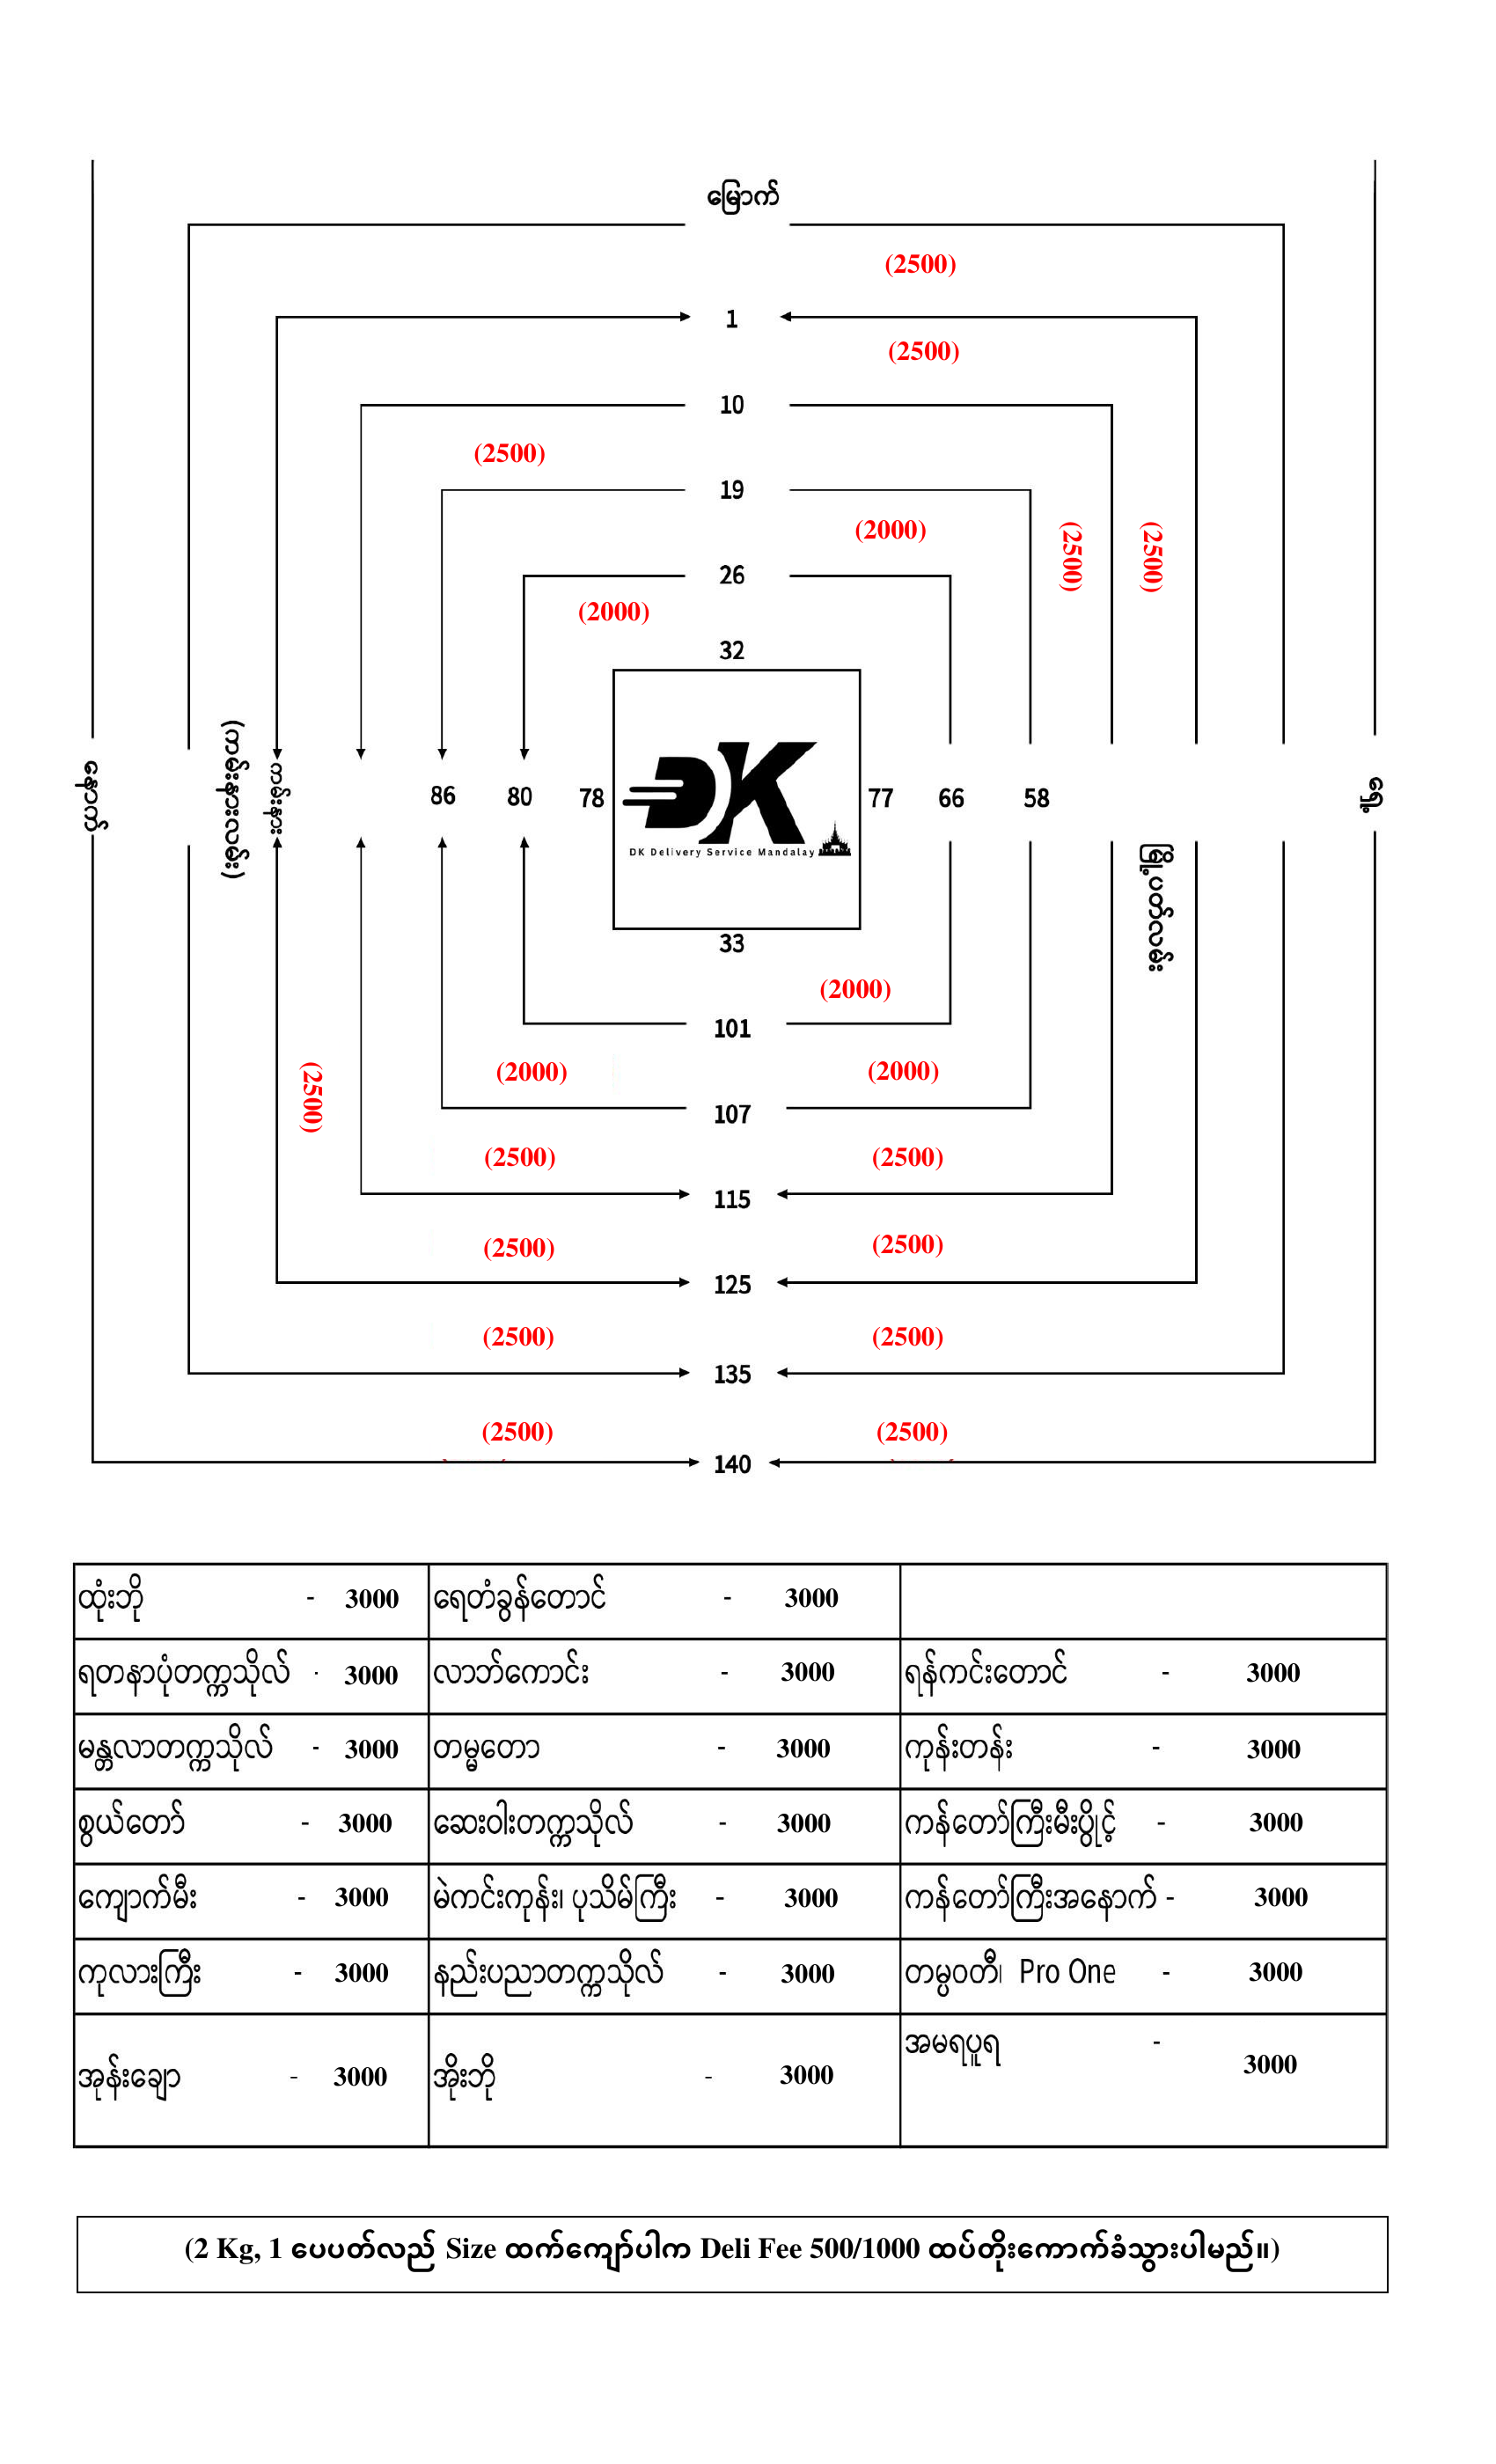 မြောက်
(2500)
1
(2500)
10
(2500)
19
(2000)
(2500)
(2500)
26
(2000)
32
အနောက်
(ယခုနန်းလမ်း)
78
80
86
DK
DK Delivery Service Mandalay
77
66
58
အရှေ့
မြို့ပတ်လမ်း
33
(2000)
101
(2000)
(2000)
(2500)
107
(2500)
(2500)
115
(2500)
(2500)
125
(2500)
(2500)
135
(2500)
(2500)
140
ထုံးဘို - 3000
ရေတံခွန်တောင် - 3000
ရတနာပုံတက္ကသိုလ် - 3000
လာဘ်ကောင်း - 3000
ရန်ကင်းတောင် - 3000
မန္တလာတက္ကသိုလ် - 3000
တမ္မတော - 3000
ကုန်းတန်း - 3000
စွယ်တော် - 3000
ဆေးဝါးတက္ကသိုလ် - 3000
ကန်တော်ကြီးမီးပွိုင့် - 3000
ကျောက်မီး - 3000
မဲကင်းကုန်း၊ ပုသိမ်ကြီး - 3000
ကန်တော်ကြီးအနောက် - 3000
ကုလားကြီး - 3000
နည်းပညာတက္ကသိုလ် - 3000
တမ္ပဝတီ၊ Pro One - 3000
အုန်းချော - 3000
အိုးဘို - 3000
အမရပူရ - 3000
(2 Kg, 1 ပေပတ်လည် Size ထက်ကျော်ပါက Deli Fee 500/1000 ထပ်တိုးကောက်ခံသွားပါမည်။)